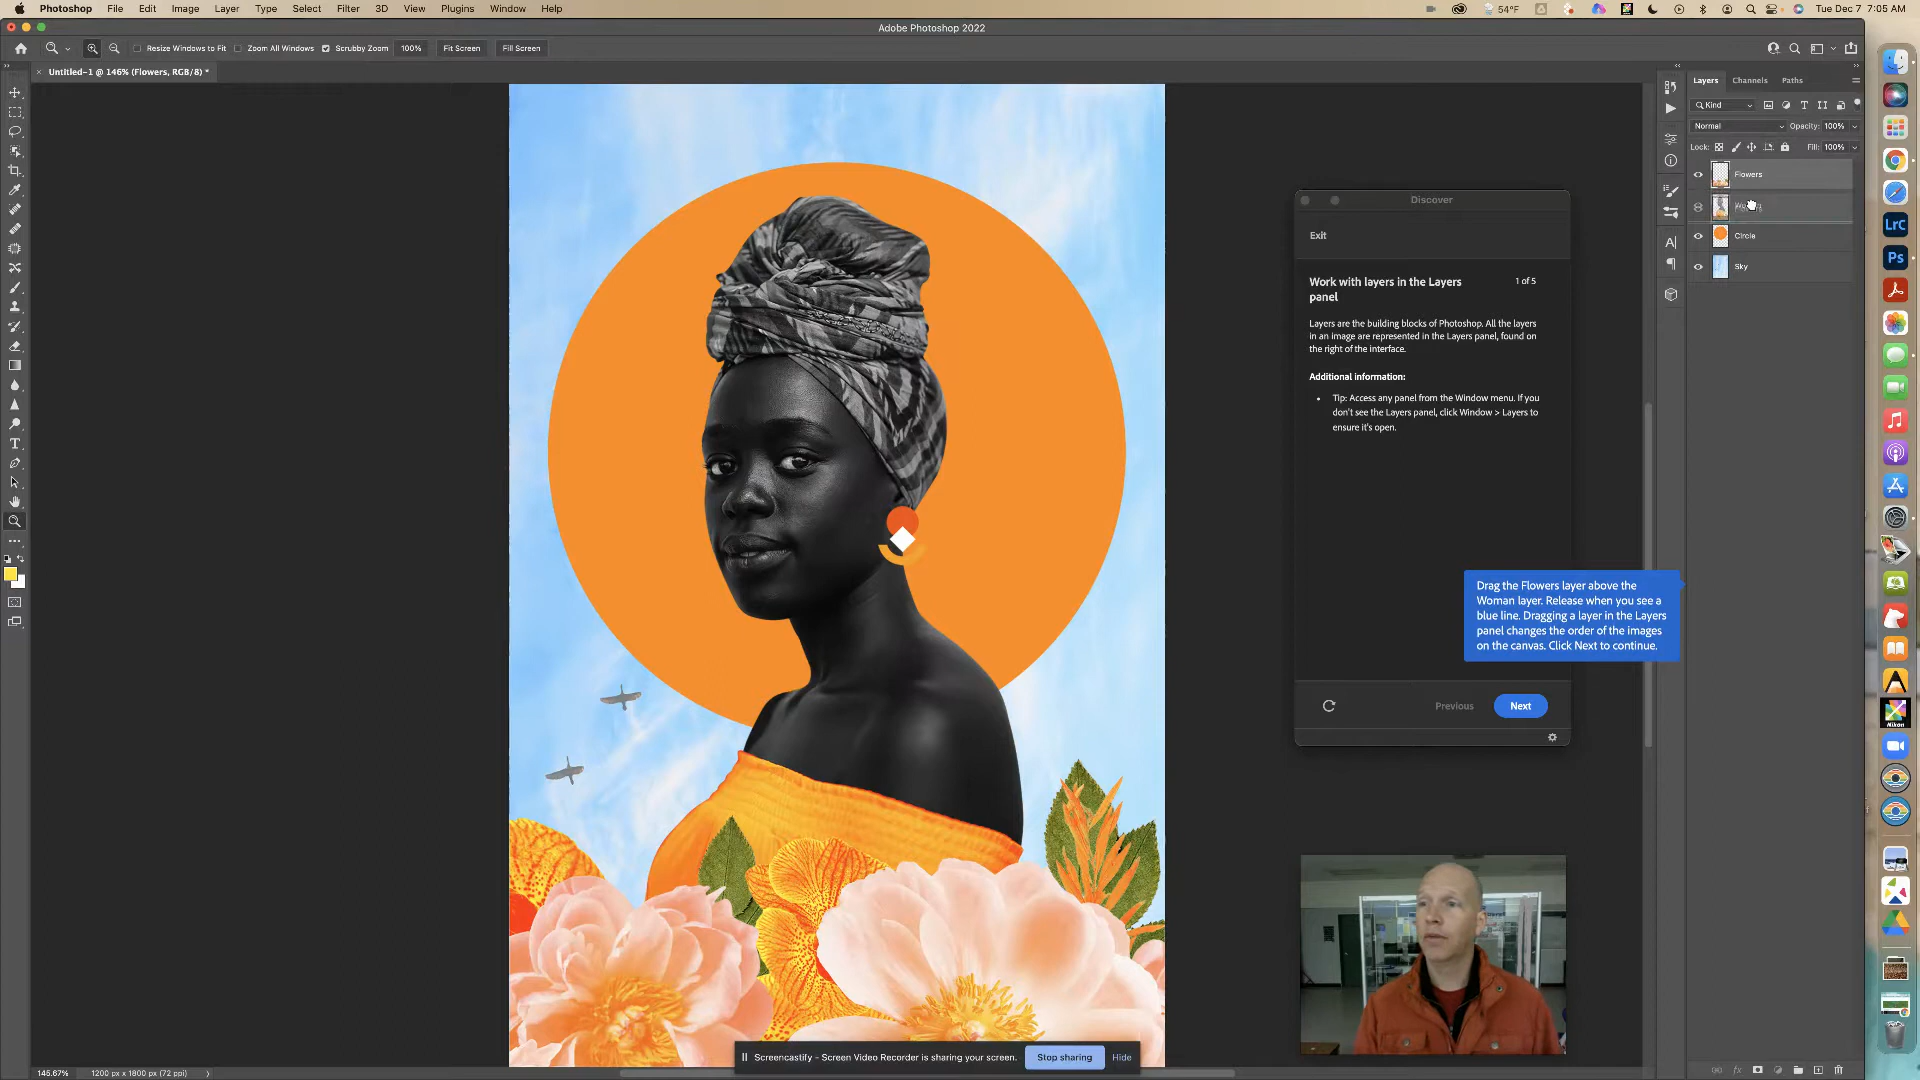 Photoshop File Edit Image Layer Type Select Filter 3D View Plugins Window Help
54°F
Tue Dec 7 7:05 AM
Adobe Photoshop 2022
Resize Windows to Fit
Zoom All Windows
Scrubby Zoom
100%
Fit Screen
Fill Screen
Untitled-1 @ 146% (Flowers, RGB/8) *
Layers Channels Paths
Kind
Normal
Opacity: 100%
Lock:
Fill: 100%
Flowers
Circle
Sky
Discover
Exit
Work with layers in the Layers
panel
1 of 5
Layers are the building blocks of Photoshop. All the layers
in an image are represented in the Layers panel, found on
the right of the interface.
Additional information:
• Tip: Access any panel from the Window menu. If you
don't see the Layers panel, click Window > Layers to
ensure it's open.
Drag the Flowers layer above the
Woman layer. Release when you see a
blue line. Dragging a layer in the Layers
panel changes the order of the images
on the canvas. Click Next to continue.
Previous
Next
LrC
Ps
Nikon
Screencastify - Screen Video Recorder is sharing your screen.
Stop sharing
Hide
145.67%
1200 px x 1800 px (72 ppi)